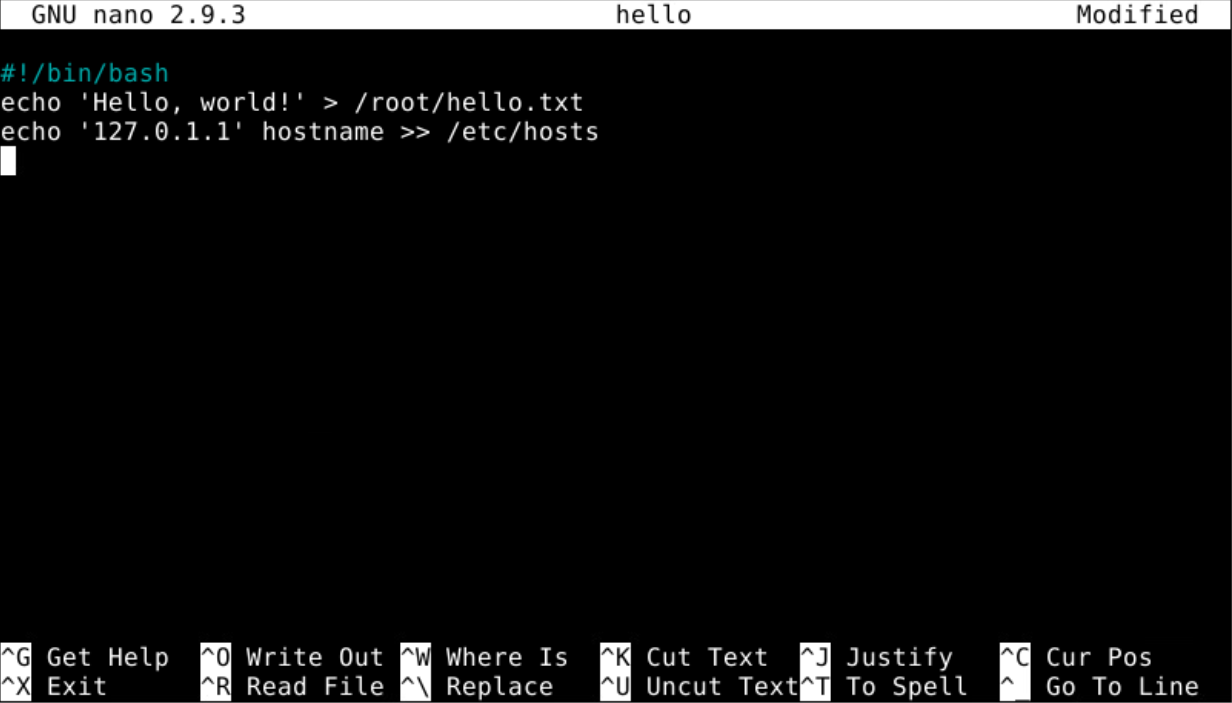 GNU nano 2.9.3 hello Modified
#!/bin/bash
echo 'Hello, world!' > /root/hello.txt
echo '127.0.1.1' hostname >> /etc/hosts
^G Get Help ^O Write Out ^W Where Is ^K Cut Text ^J Justify ^C Cur Pos
^X Exit ^R Read File ^\ Replace ^U Uncut Text ^T To Spell ^_ Go To Line